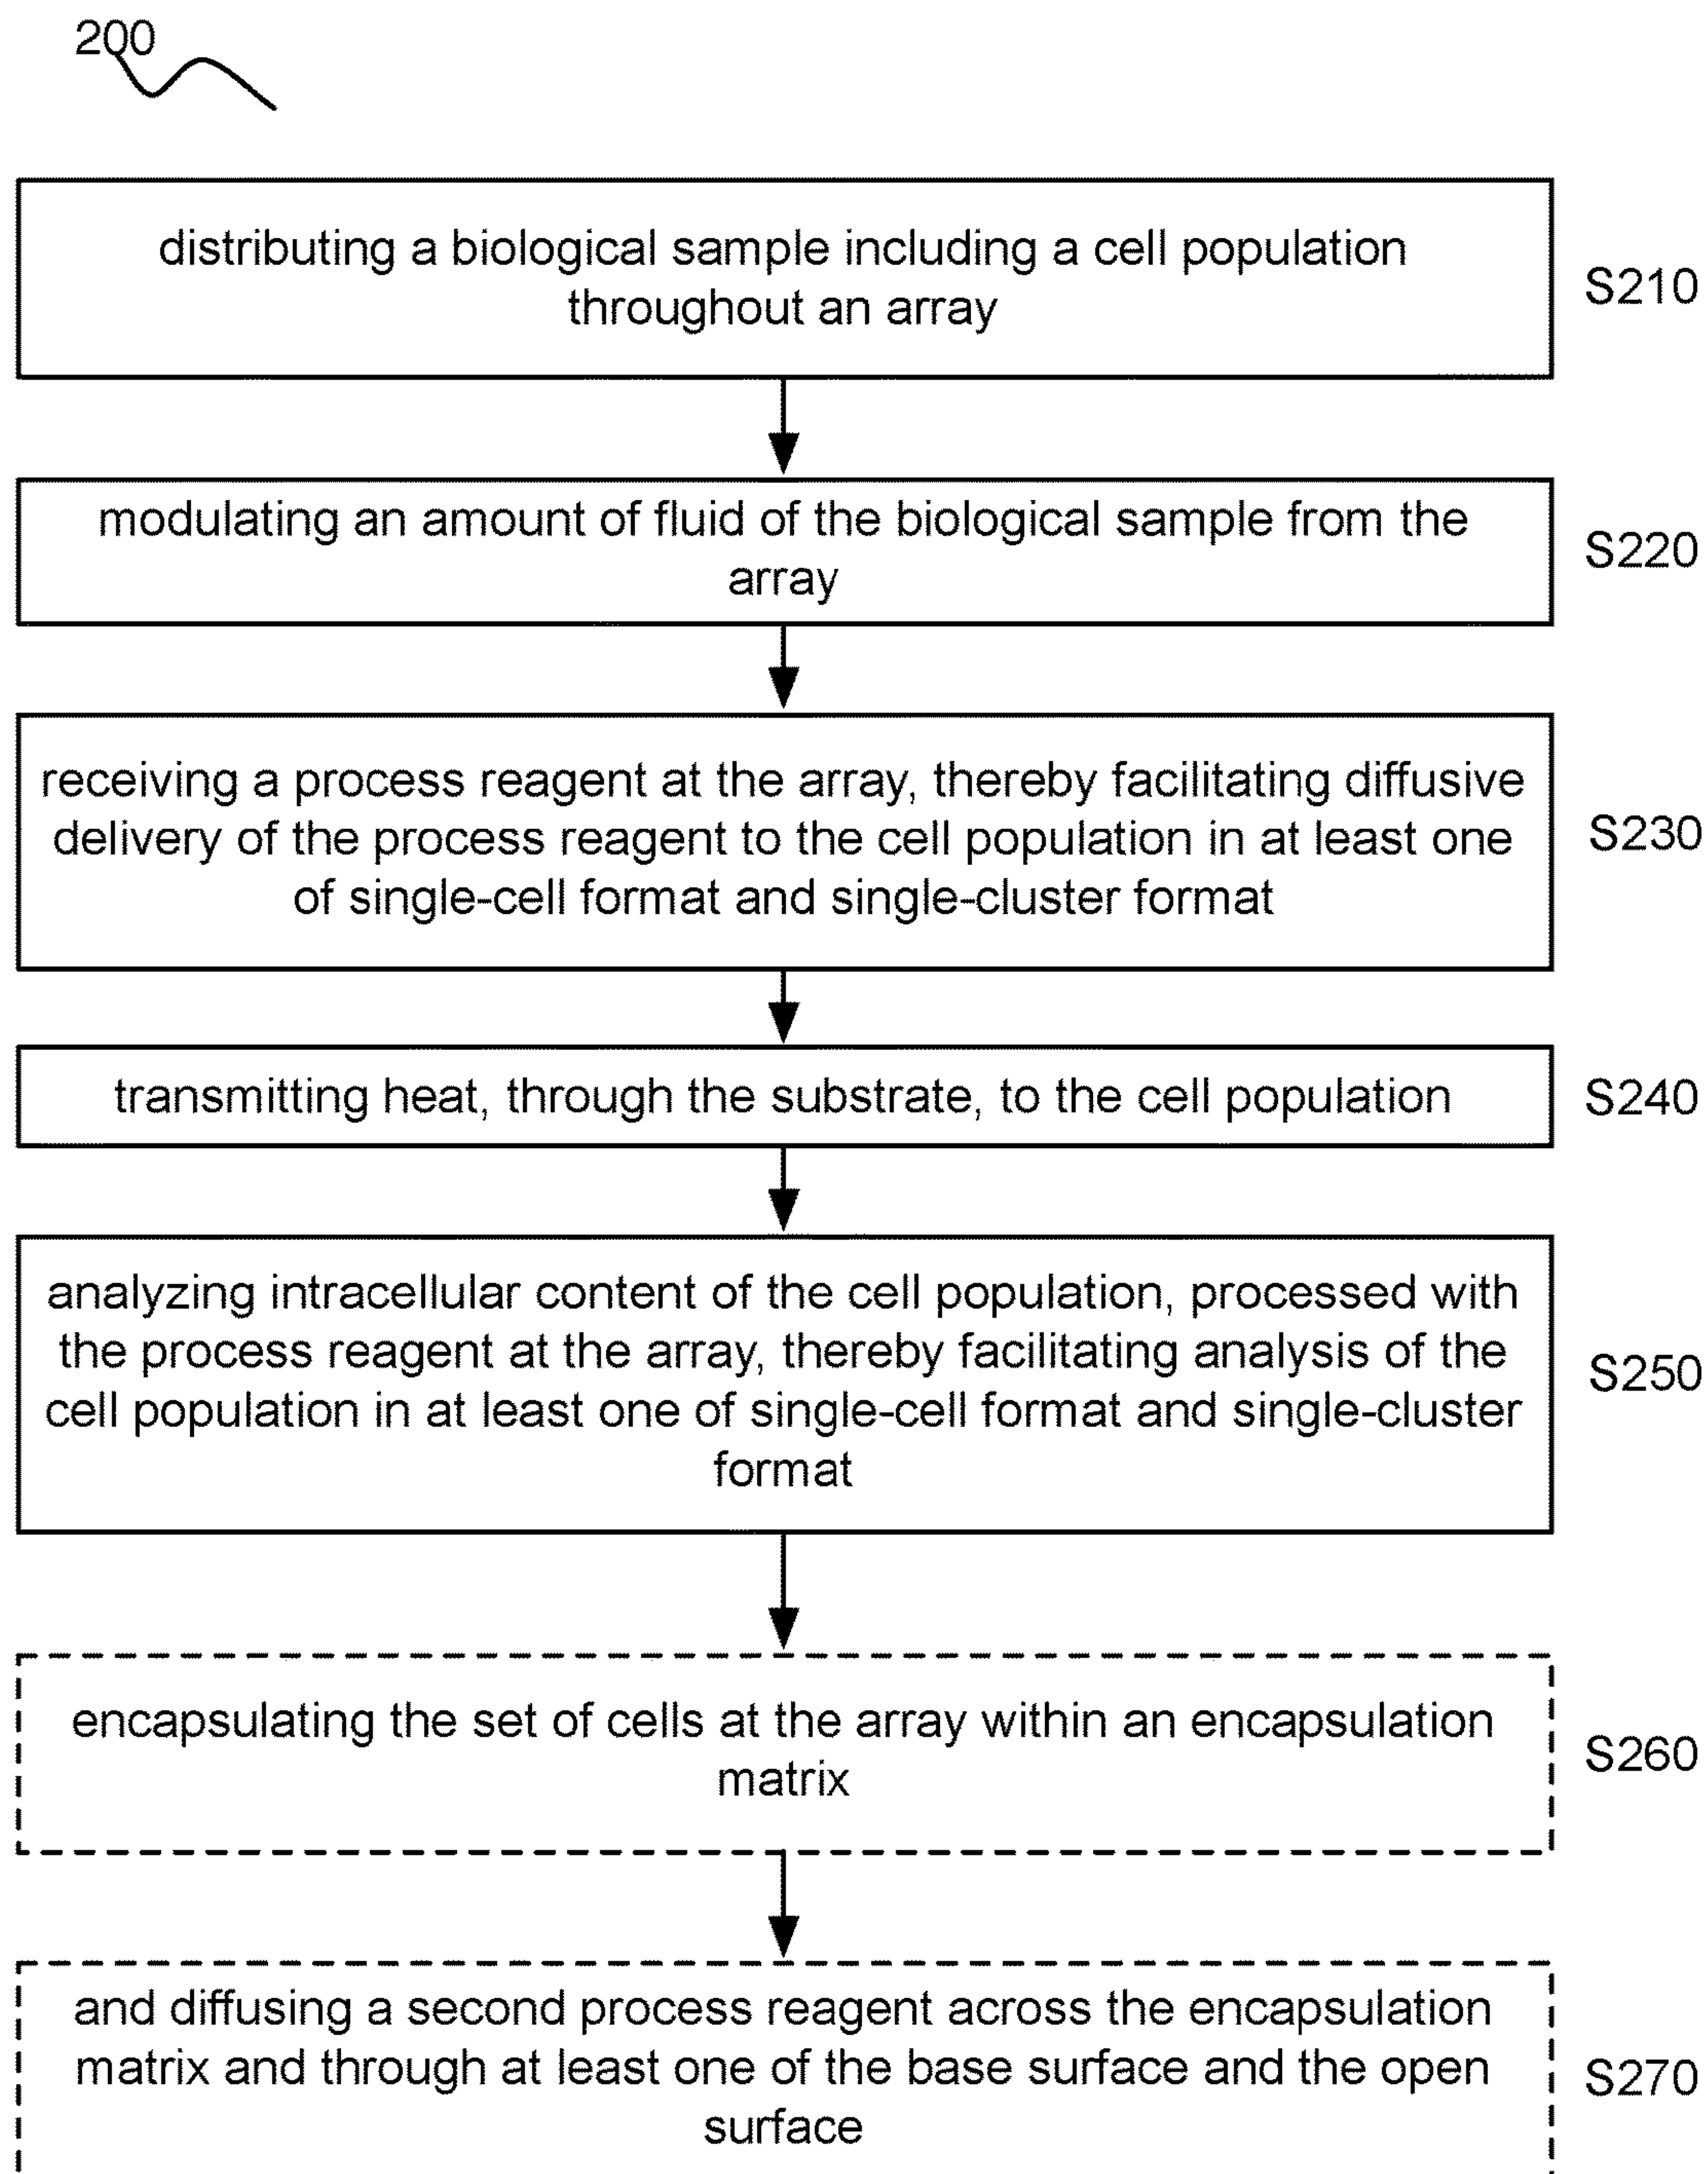 200
distributing a biological sample including a cell population
throughout an array
S210
modulating an amount of fluid of the biological sample from the
array
S220
receiving a process reagent at the array, thereby facilitating diffusive
delivery of the process reagent to the cell population in at least one
of single-cell format and single-cluster format
S230
transmitting heat, through the substrate, to the cell population
S240
analyzing intracellular content of the cell population, processed with
the process reagent at the array, thereby facilitating analysis of the
cell population in at least one of single-cell format and single-cluster
format
S250
encapsulating the set of cells at the array within an encapsulation
matrix
S260
and diffusing a second process reagent across the encapsulation
matrix and through at least one of the base surface and the open
surface
S270